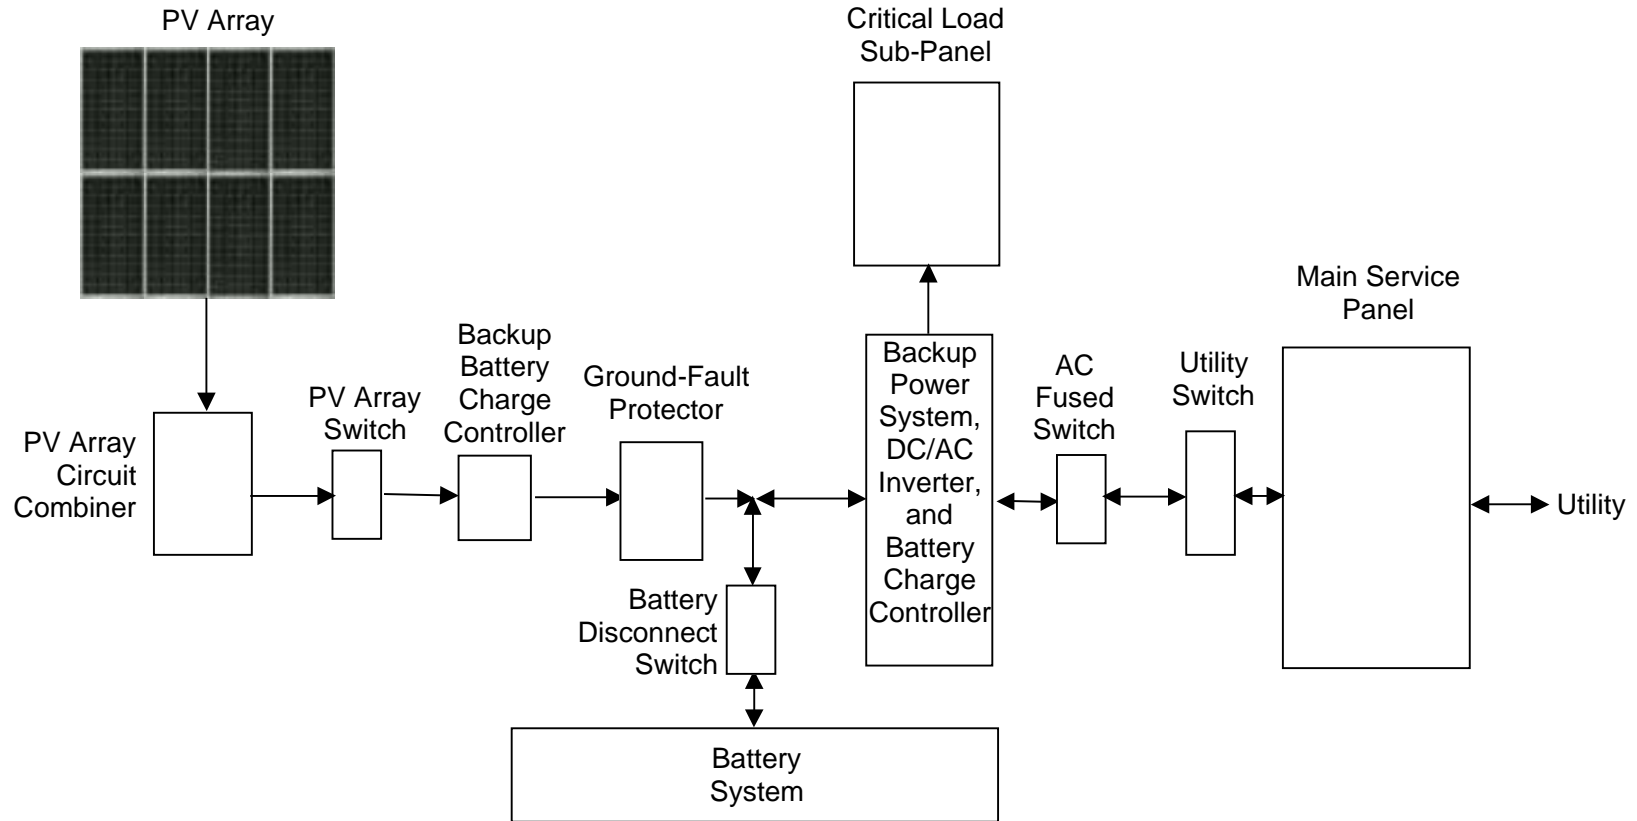 PV Array
Critical Load
Sub-Panel
Main Service
Panel
Backup
Battery
Charge
Controller
Ground-Fault
Protector
PV Array
Switch
PV Array
Circuit
Combiner
Backup
Power
System,
DC/AC
Inverter,
and
Battery
Charge
Controller
AC
Fused
Switch
Utility
Switch
Utility
Battery
Disconnect
Switch
Battery
System